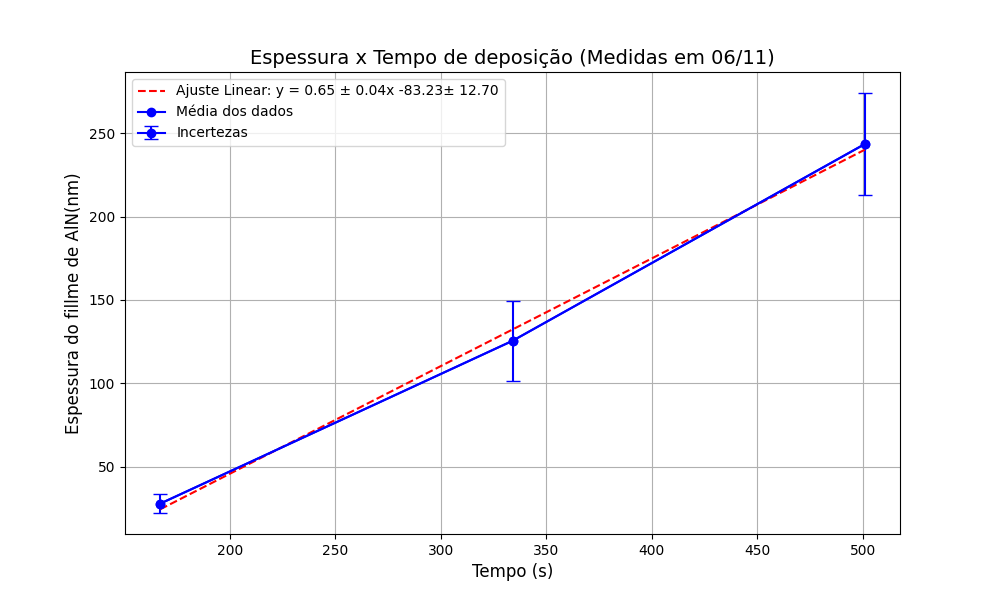 Espessura x Tempo de deposição (Medidas em 06/11)
Ajuste Linear: y = 0.65 ± 0.04x -83.23± 12.70
Média dos dados
Incertezas
Espessura do fillme de AlN(nm)
250
200
150
100
50
200 250 300 350 400 450 500
Tempo (s)